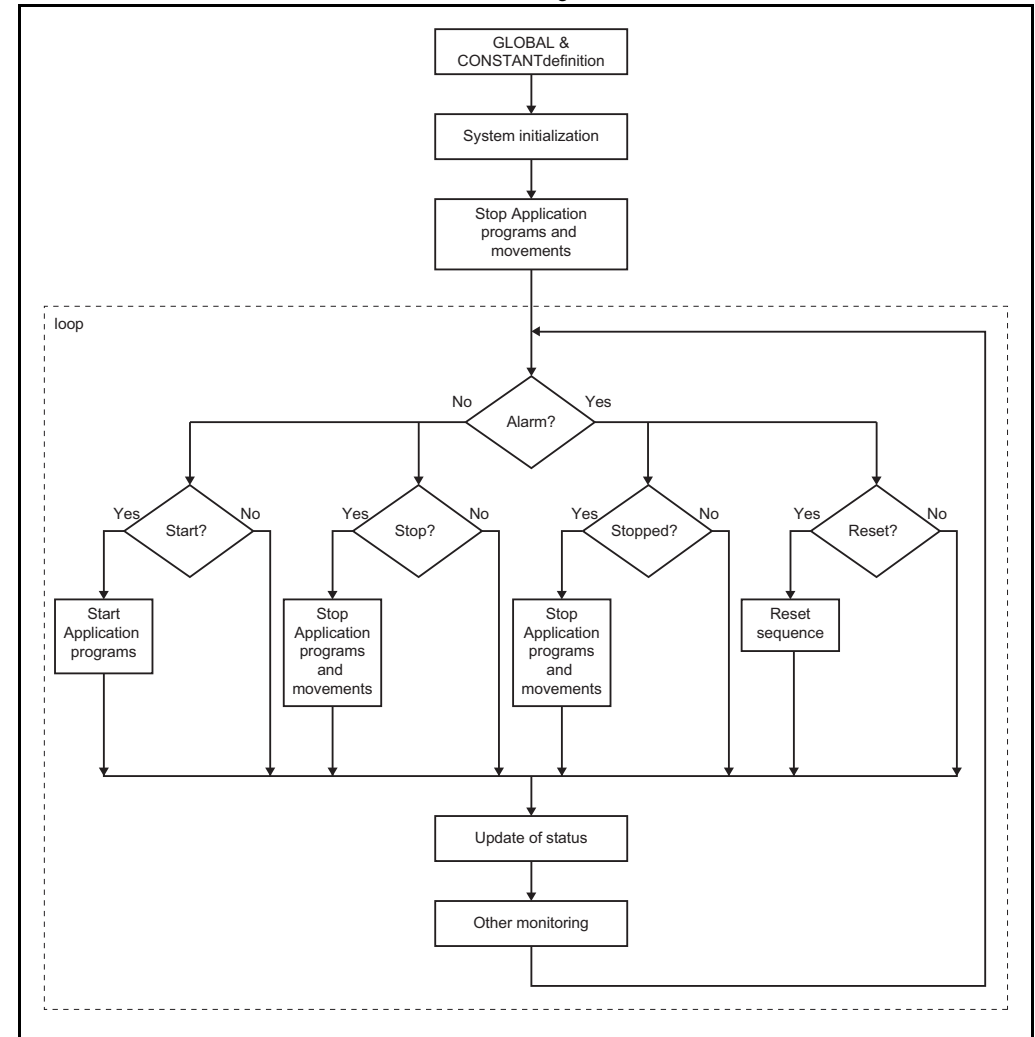 GLOBAL &
CONSTANTdefinition
System initialization
Stop Application
programs and
movements
loop
No
Yes
Alarm?
Yes
Start?
No
Yes
Stop?
No
Yes
Stopped?
No
Yes
Reset?
No
Start
Application
programs
Stop
Application
programs
and
movements
Stop
Application
programs
and
movements
Reset
sequence
Update of status
Other monitoring